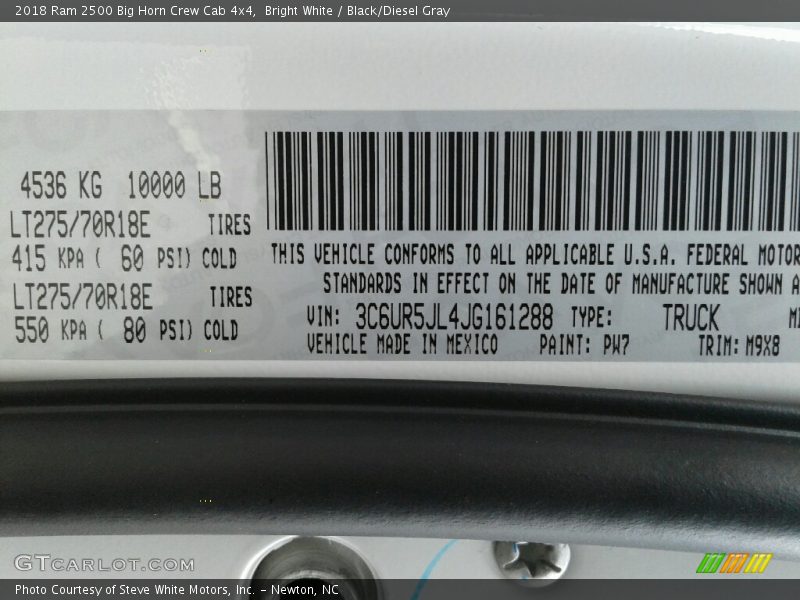 2018 Ram 2500 Big Horn Crew Cab 4x4, Bright White / Black/Diesel Gray
4536 KG 10000 LB
LT275/70R18E TIRES
415 KPA ( 60 PSI) COLD
LT275/70R18E TIRES
550 KPA ( 80 PSI) COLD
THIS VEHICLE CONFORMS TO ALL APPLICABLE U.S.A. FEDERAL MOTOR
STANDARDS IN EFFECT ON THE DATE OF MANUFACTURE SHOWN A
VIN: 3C6UR5JL4JG161288 TYPE: TRUCK
VEHICLE MADE IN MEXICO PAINT: PW7 TRIM: M9X8
GTCARLOT.COM
Photo Courtesy of Steve White Motors, Inc. – Newton, NC